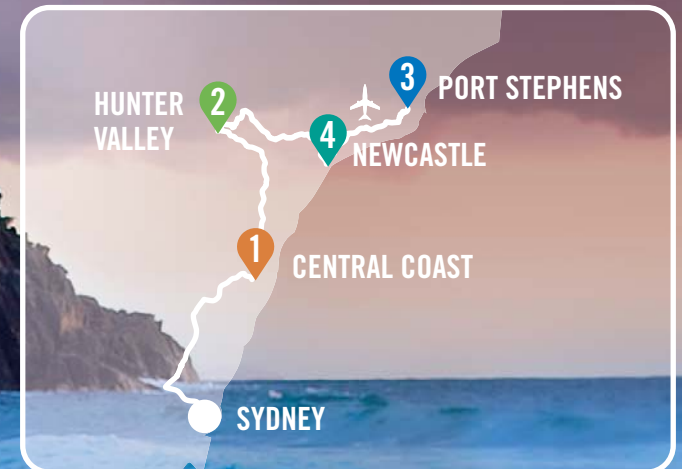 3
PORT STEPHENS
2
HUNTER
VALLEY
4
NEWCASTLE
1
CENTRAL COAST
SYDNEY